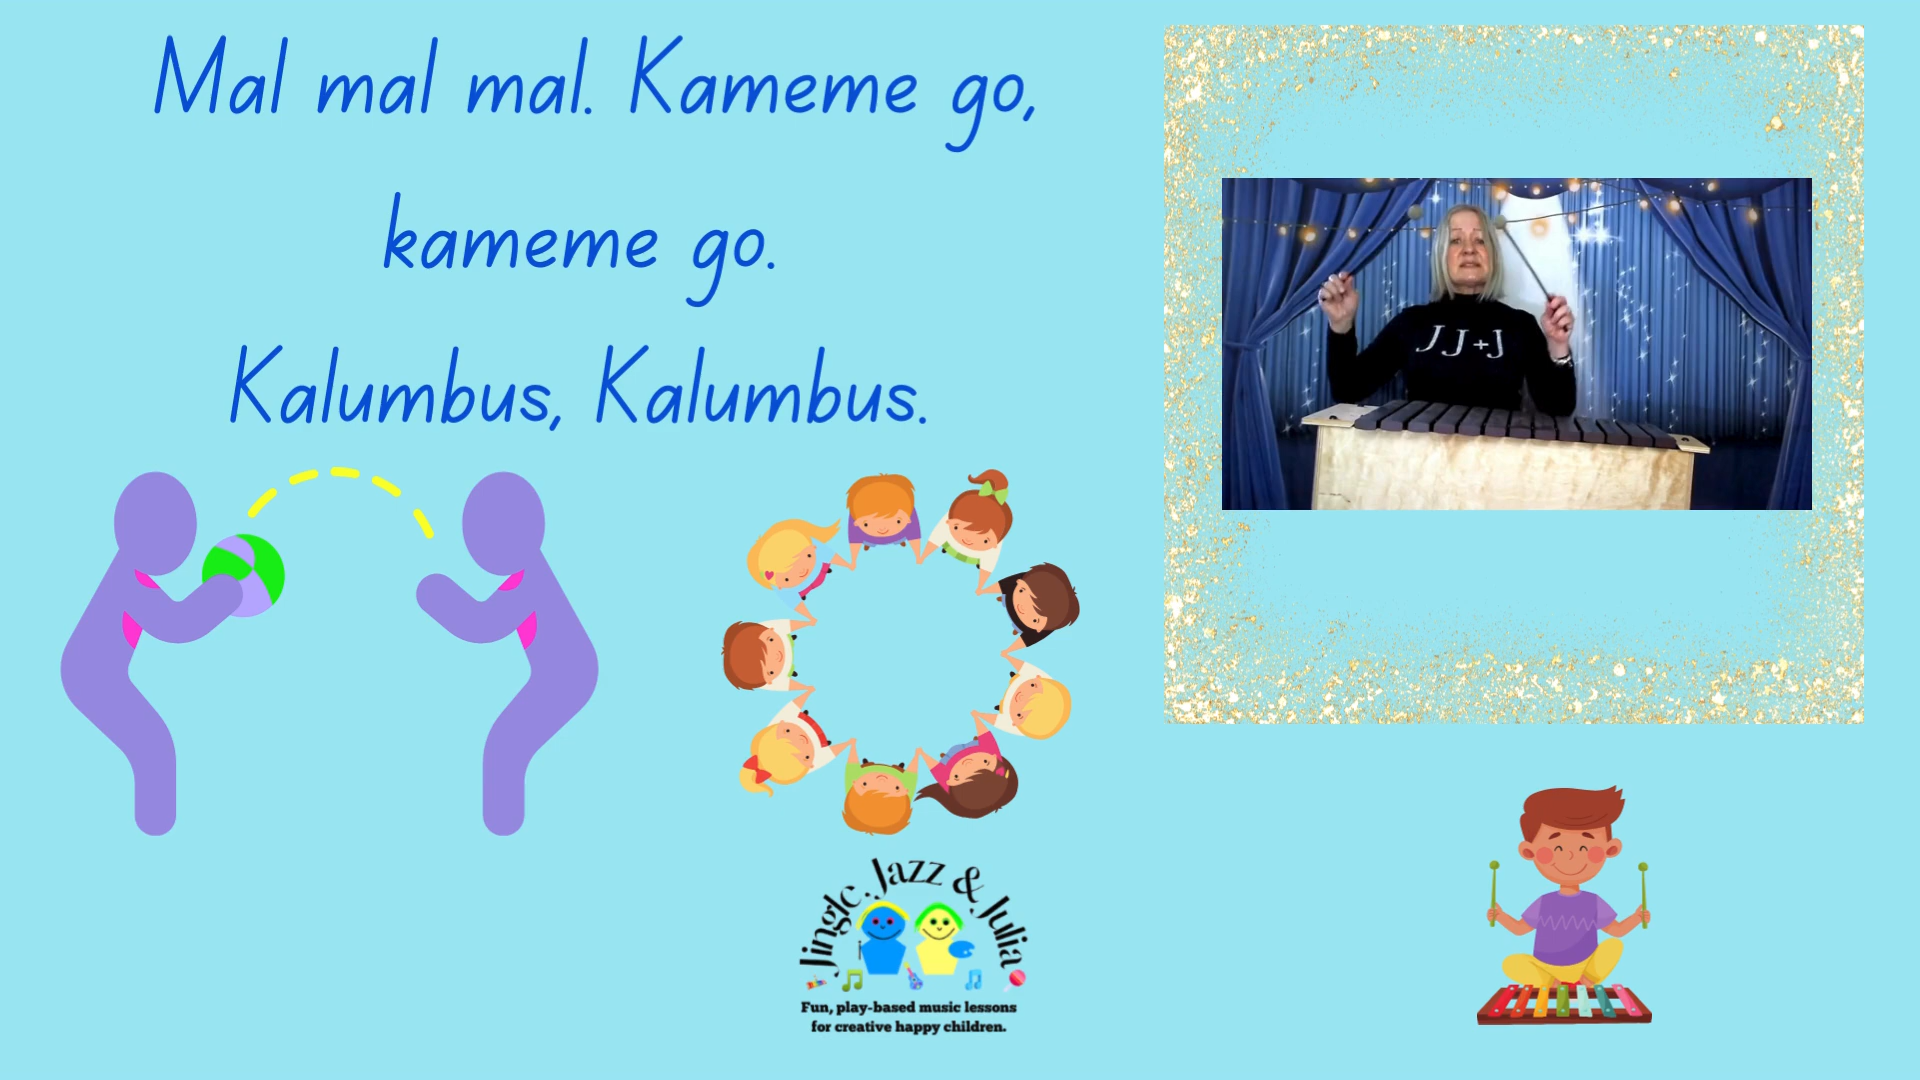 Mal mal mal. Kameme go,
kameme go.
Kalumbus, Kalumbus.
J J + J
Jingle, Jazz & Julia
Fun, play-based music lessons
for creative happy children.